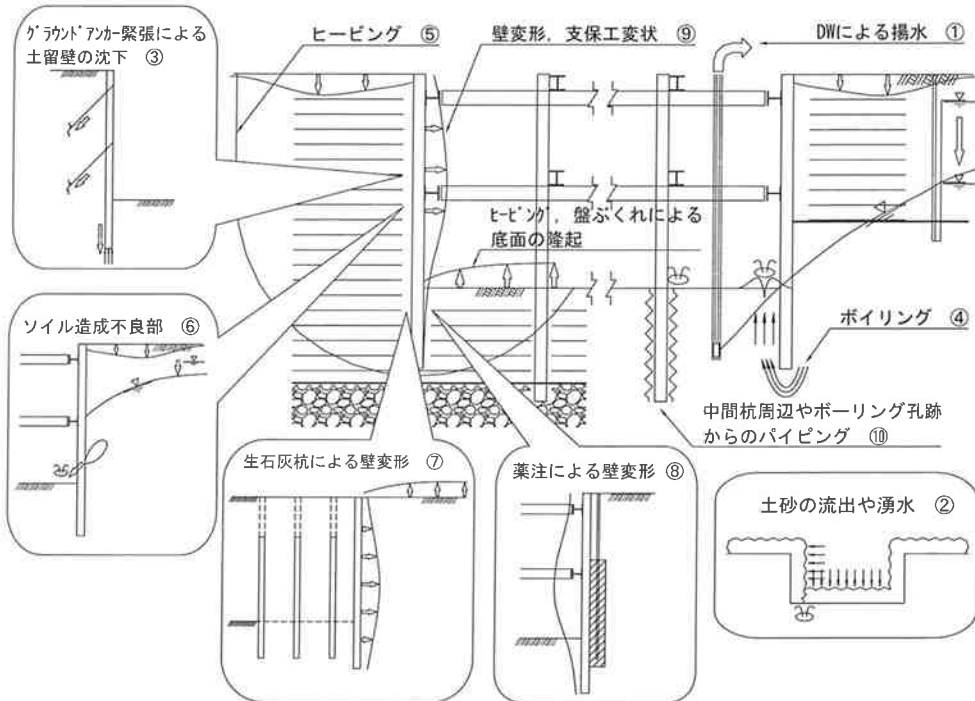 グラウンドアンカー緊張による
土留壁の沈下 ③
ヒービング ⑤
壁変形，支保工変状 ⑨
DWによる揚水 ①
ヒービング，盤ぶくれによる
底面の隆起
ソイル造成不良部 ⑥
ボイリング ④
中間杭周辺やボーリング孔跡
からのパイピング ⑩
生石灰杭による壁変形 ⑦
薬注による壁変形 ⑧
土砂の流出や湧水 ②